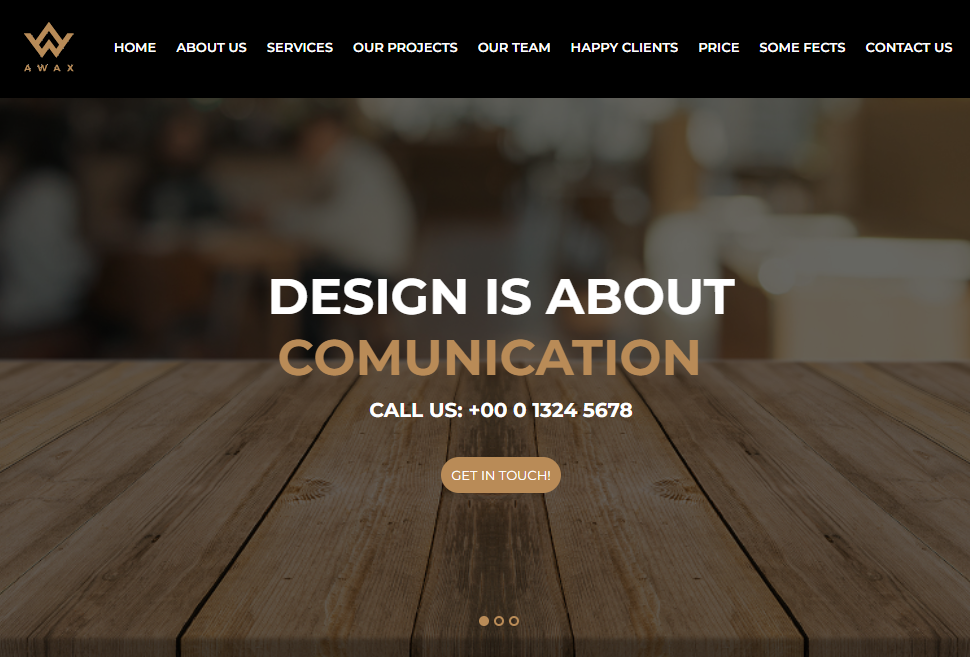 AWAX
HOME ABOUT US SERVICES OUR PROJECTS OUR TEAM HAPPY CLIENTS PRICE SOME FECTS CONTACT US
DESIGN IS ABOUT
COMUNICATION
CALL US: +00 0 1324 5678
GET IN TOUCH!